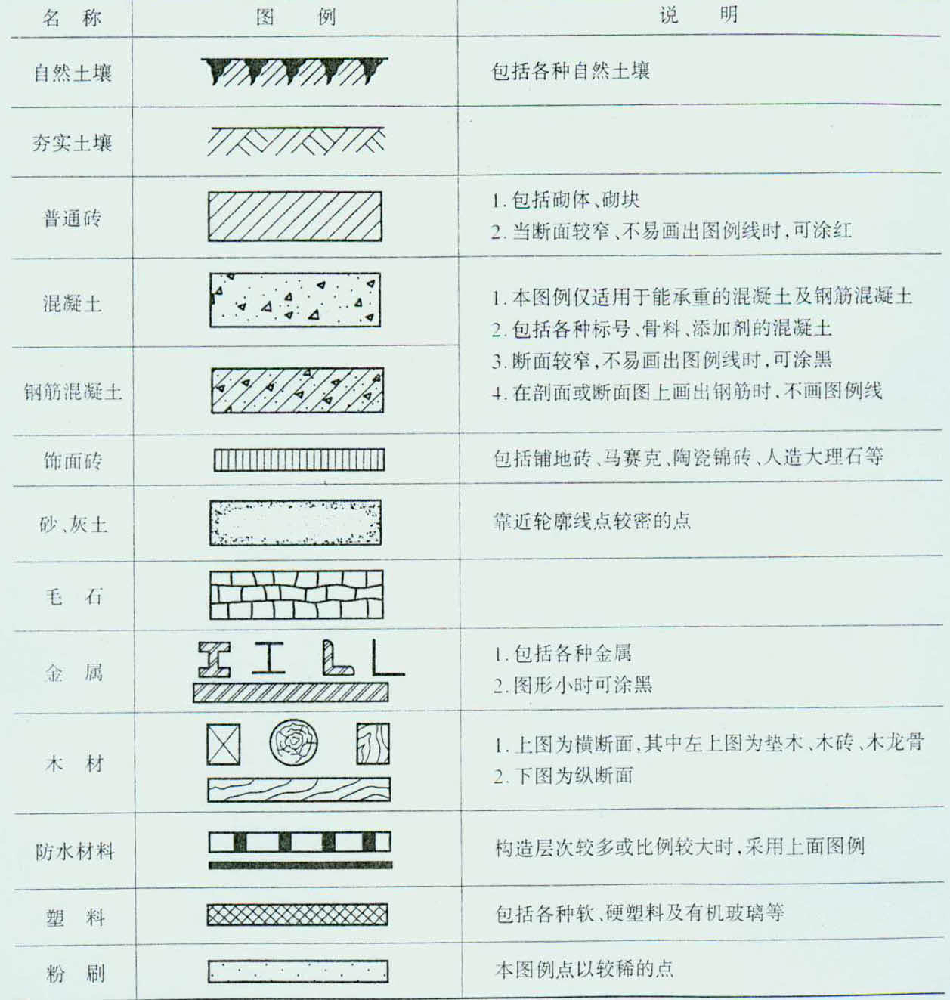 名 称 图 例 说 明
自然土壤 包括各种自然土壤
夯实土壤
普通砖
1.包括砌体、砌块
2.当断面较窄、不易画出图例线时,可涂红
混凝土
1.本图例仅适用于能承重的混凝土及钢筋混凝土
2.包括各种标号、骨料、添加剂的混凝土
3.断面较窄,不易画出图例线时,可涂黑
4.在剖面或断面图上画出钢筋时,不画图例线
钢筋混凝土
饰面砖 包括铺地砖、马赛克、陶瓷锦砖、人造大理石等
砂、灰土 靠近轮廓线点较密的点
毛 石
金 属
1.包括各种金属
2.图形小时可涂黑
木 材
1.上图为横断面,其中左上图为垫木、木砖、木龙骨
2.下图为纵断面
防水材料 构造层次较多或比例较大时,采用上面图例
塑 料 包括各种软、硬塑料及有机玻璃等
粉 刷 本图例点以较稀的点